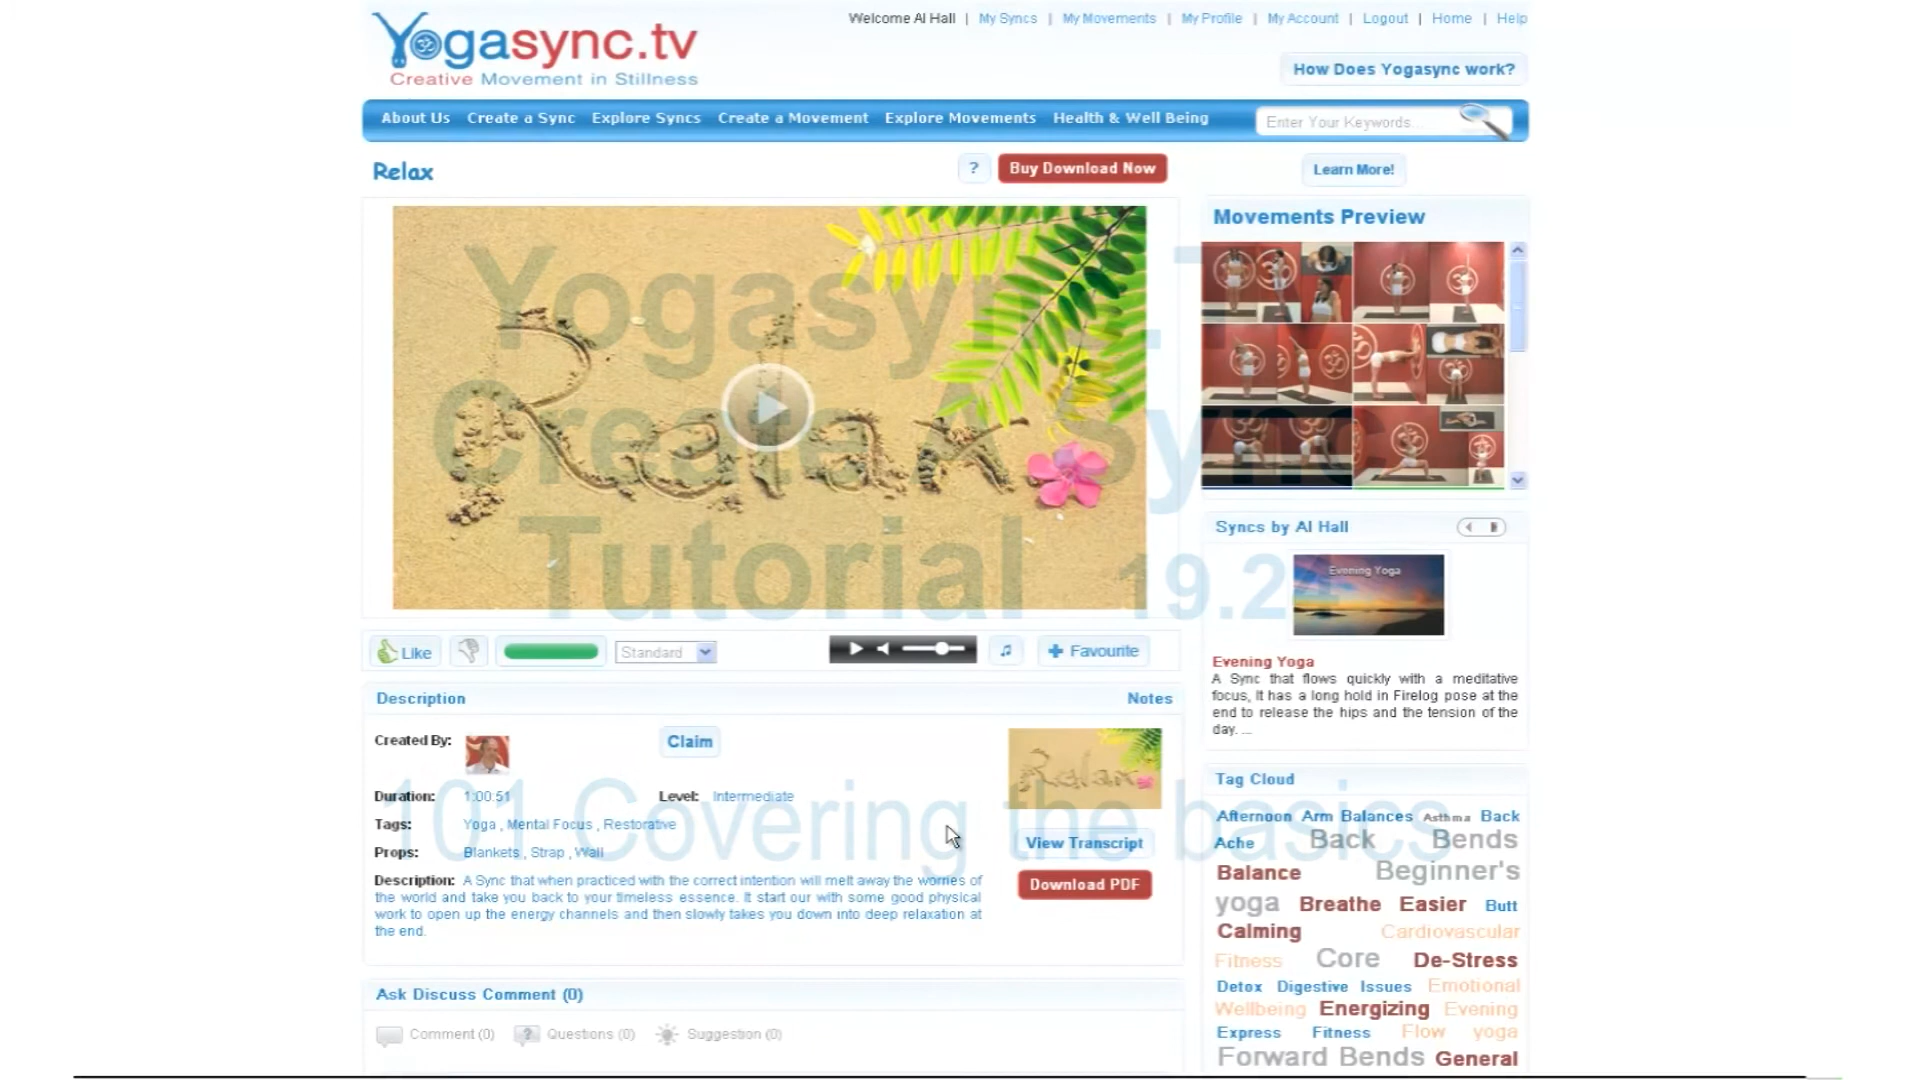 Yogasync.tv
Creative Movement in Stillness
Welcome Al Hall | My Syncs | My Movements | My Profile | My Account | Logout | Home | Help
How Does Yogasync work?
About Us Create a Sync Explore Syncs Create a Movement Explore Movements Health & Well Being
Enter Your Keywords...
Relax
? Buy Download Now
Learn More!
Movements Preview
Yogasync.Tv
Create A Sync
Tutorial
Relax
Syncs by Al Hall
Evening Yoga
Evening Yoga
A Sync that flows quickly with a meditative
focus, It has a long hold in Firelog pose at the
end to release the hips and the tension of the
day. ...
Like
Standard
Favourite
Description
Notes
Created By:
Claim
Duration: 1:00:51
Level: Intermediate
Tags: Yoga , Mental Focus , Restorative
Props: Blankets , Strap , Wall
Description: A Sync that when practiced with the correct intention will melt away the worries of
the world and take you back to your timeless essence. It start our with some good physical
work to open up the energy channels and then slowly takes you down into deep relaxation at
the end.
101 Covering the basics
View Transcript
Download PDF
Tag Cloud
Afternoon Arm Balances Asthma Back
Ache Back Bends
Balance Beginner's
yoga Breathe Easier Butt
Calming Cardiovascular
Fitness Core De-Stress
Detox Digestive Issues Emotional
Wellbeing Energizing Evening
Express Fitness Flow yoga
Forward Bends General
Ask Discuss Comment (0)
Comment (0) Questions (0) Suggestion (0)